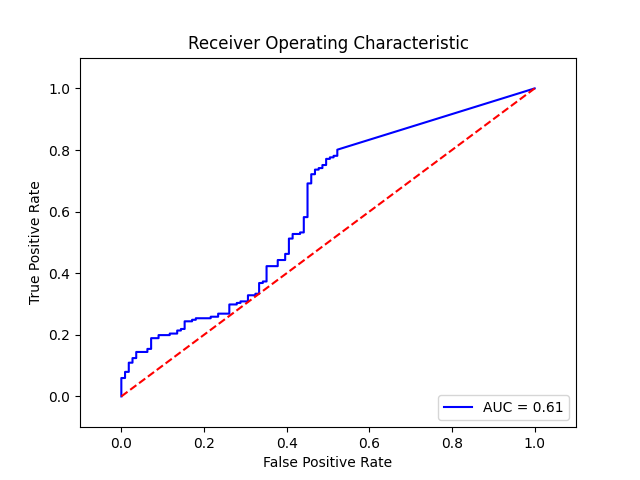 Receiver Operating Characteristic
True Positive Rate
1.0
0.8
0.6
0.4
0.2
0.0
AUC = 0.61
0.0 0.2 0.4 0.6 0.8 1.0
False Positive Rate